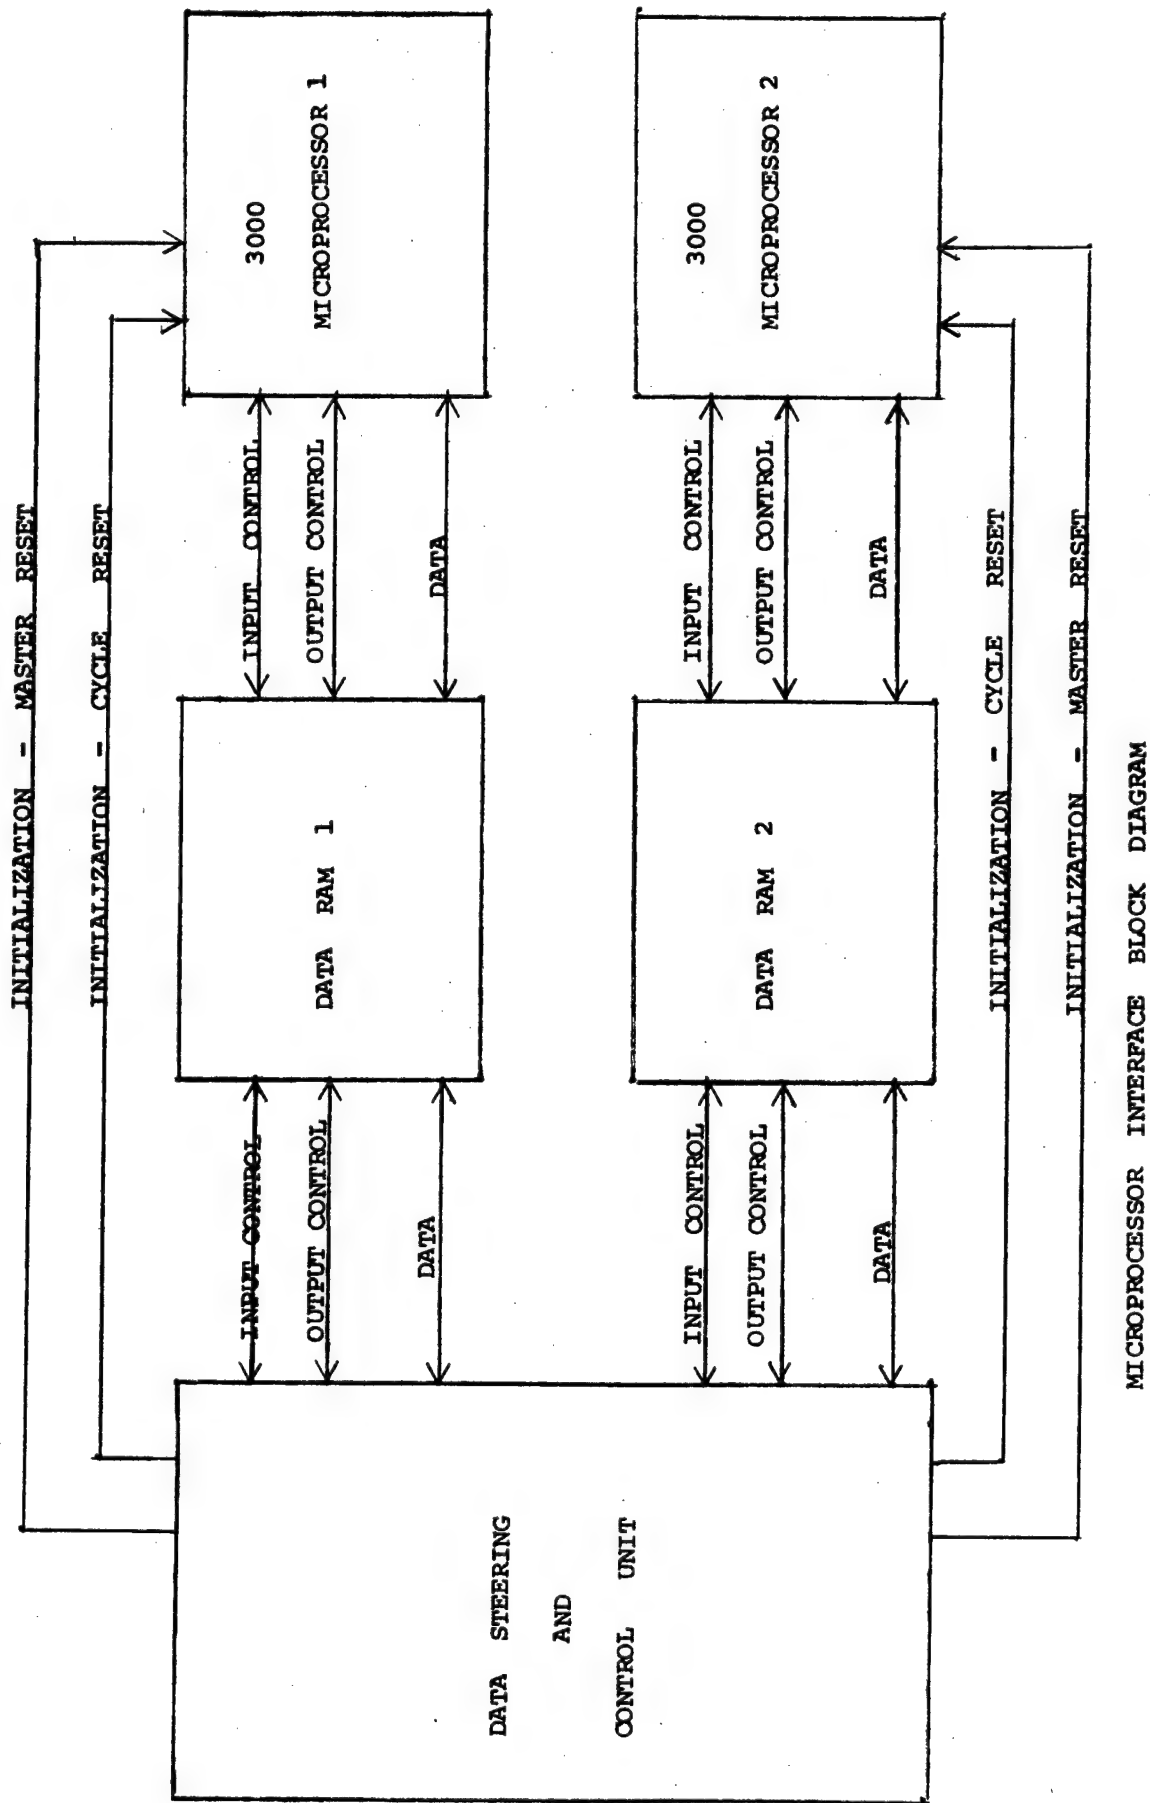 INITIALIZATION - MASTER RESET
INITIALIZATION - CYCLE RESET
INPUT CONTROL
OUTPUT CONTROL
DATA
INPUT CONTROL
OUTPUT CONTROL
DATA
DATA RAM 1
3000
MICROPROCESSOR 1
DATA STEERING
AND
CONTROL UNIT
INPUT CONTROL
OUTPUT CONTROL
DATA
INPUT CONTROL
OUTPUT CONTROL
DATA
DATA RAM 2
3000
MICROPROCESSOR 2
INITIALIZATION - CYCLE RESET
INITIALIZATION - MASTER RESET
MICROPROCESSOR INTERFACE BLOCK DIAGRAM